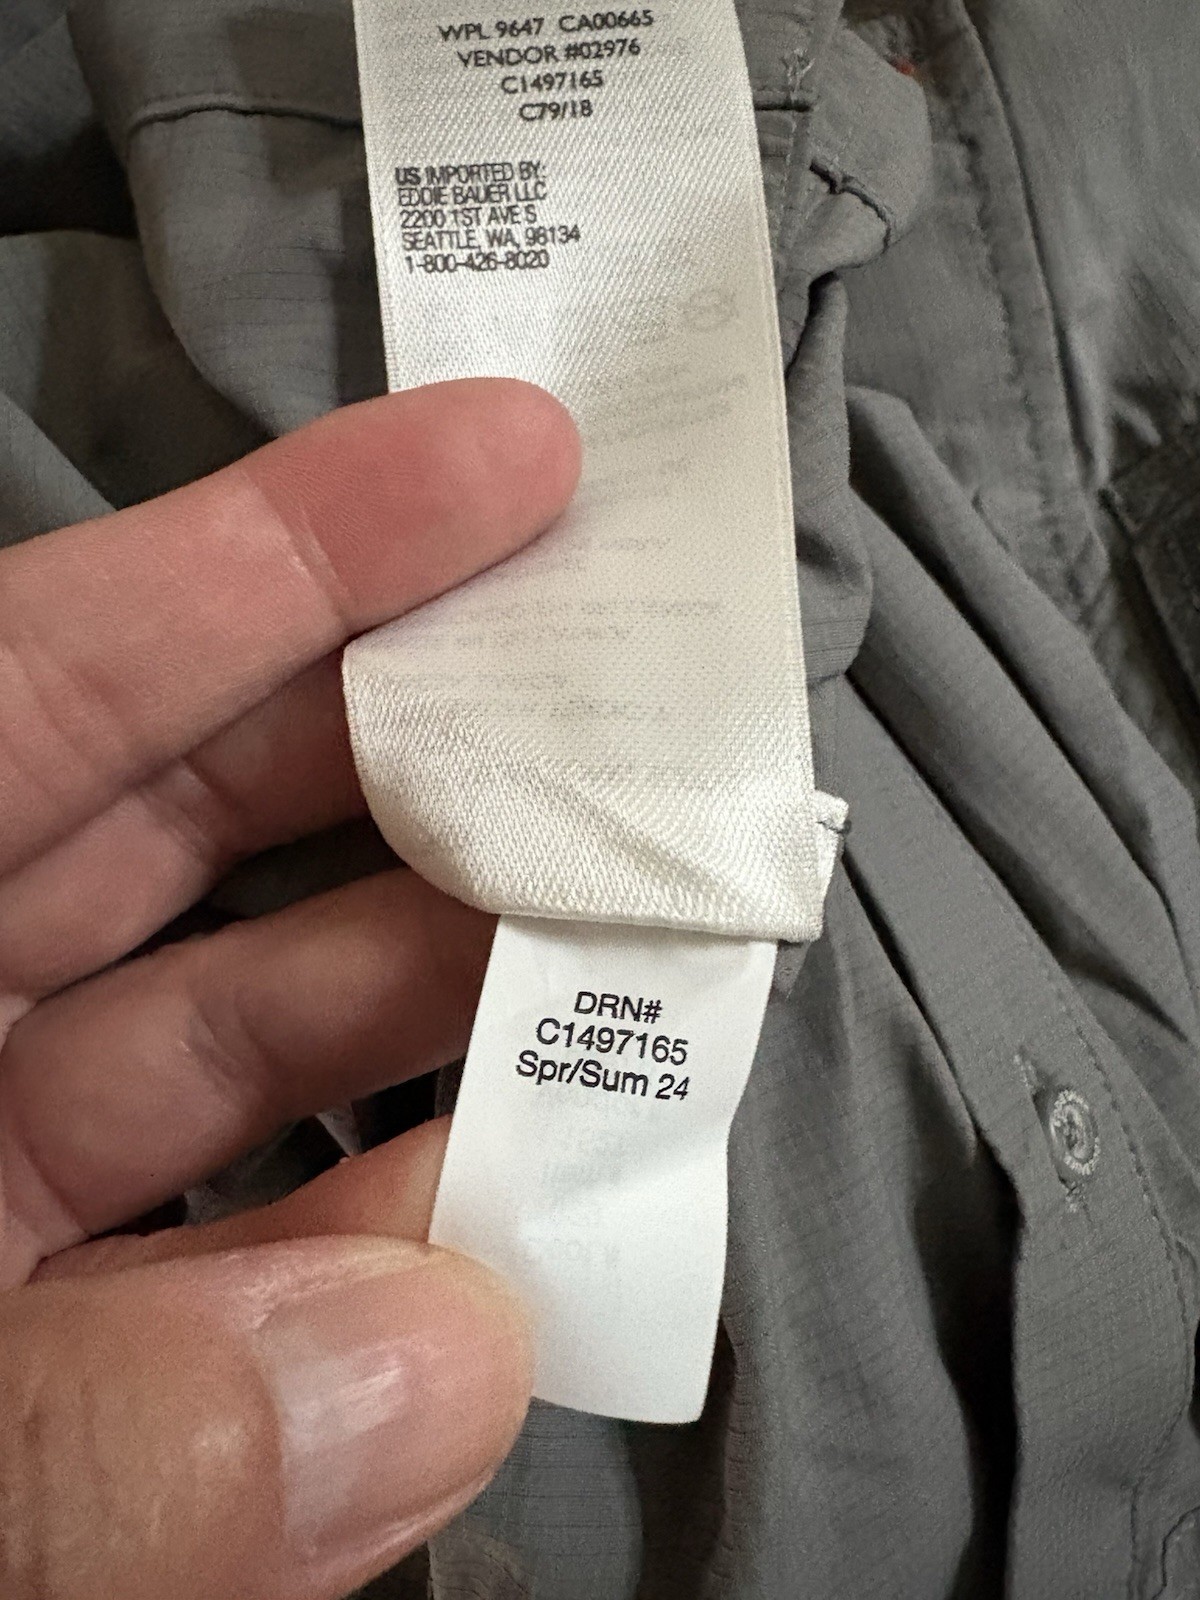 WPL 9647 CA00665
VENDOR #02976
C1497165
C79/18
US IMPORTED BY:
EDDIE BAUER LLC
2200 1ST AVE S
SEATTLE, WA, 98134
1-800-426-8020
DRN#
C1497165
Spr/Sum 24